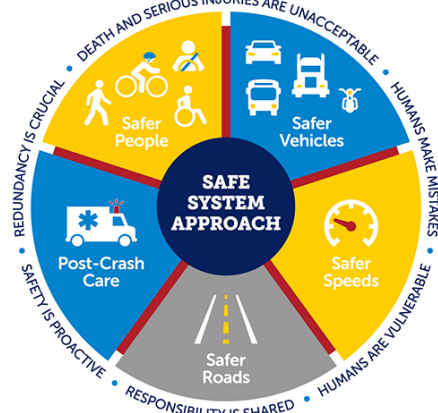 DEATH AND SERIOUS INJURIES ARE UNACCEPTABLE
HUMANS MAKE MISTAKES
HUMANS ARE VULNERABLE
RESPONSIBILITY IS SHARED
SAFETY IS PROACTIVE
REDUNDANCY IS CRUCIAL
Safer
People
Safer
Vehicles
SAFE
SYSTEM
APPROACH
Post-Crash
Care
Safer
Speeds
Safer
Roads